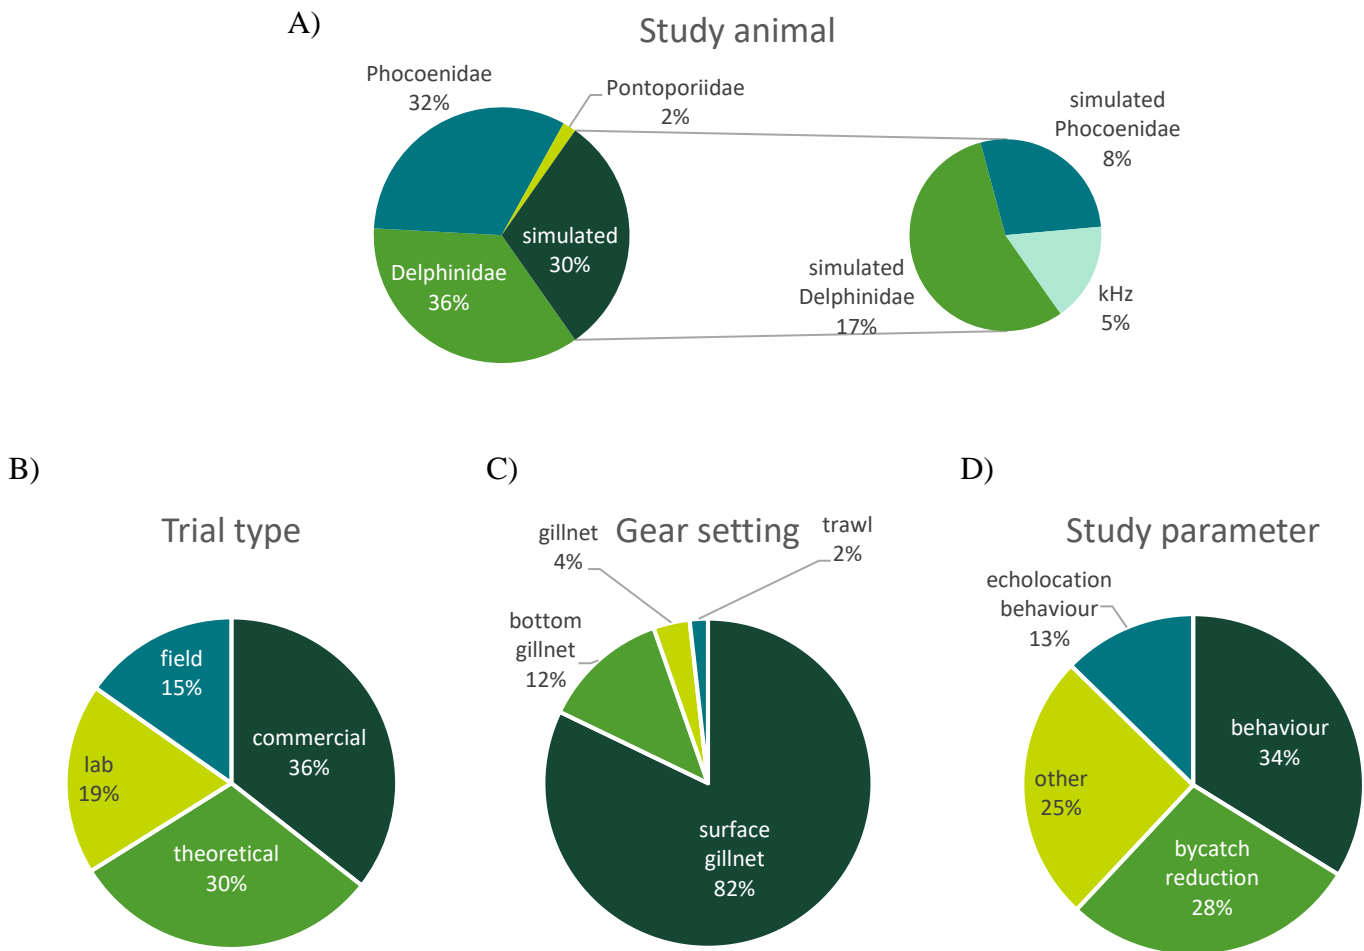 A)
Study animal
Phocoenidae
32%
Pontoporiidae
2%
simulated
30%
Delphinidae
36%
simulated
Phocoenidae
8%
simulated
Delphinidae
17%
kHz
5%
B)
Trial type
field
15%
commercial
36%
lab
19%
theoretical
30%
C)
Gear setting
gillnet
4%
trawl
2%
bottom
gillnet
12%
surface
gillnet
82%
D)
Study parameter
echolocation
behaviour
13%
behaviour
34%
other
25%
bycatch
reduction
28%